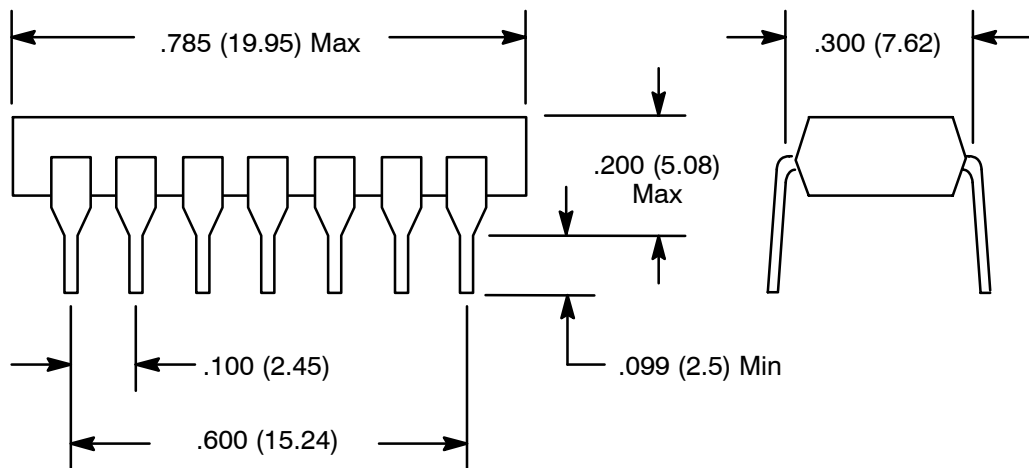 .785 (19.95) Max
.300 (7.62)
.200 (5.08)
Max
.100 (2.45)
.099 (2.5) Min
.600 (15.24)